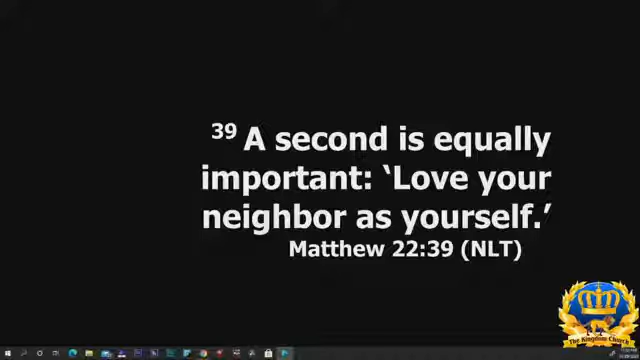 39 A second is equally
important: ‘Love your
neighbor as yourself.’
Matthew 22:39 (NLT)
The Kingdom Church